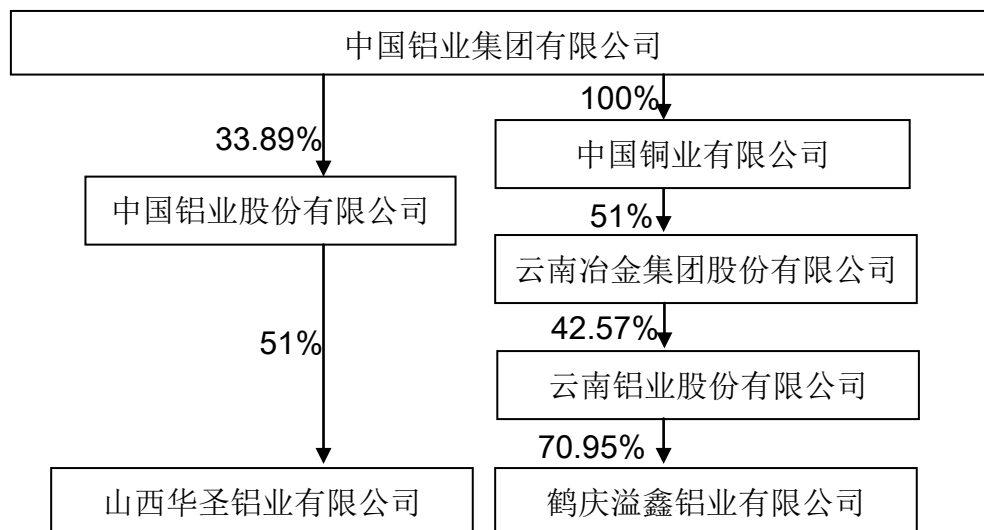 中国铝业集团有限公司
100%
33.89%
中国铜业有限公司
中国铝业股份有限公司
51%
云南冶金集团股份有限公司
42.57%
51%
云南铝业股份有限公司
70.95%
山西华圣铝业有限公司
鹤庆溢鑫铝业有限公司